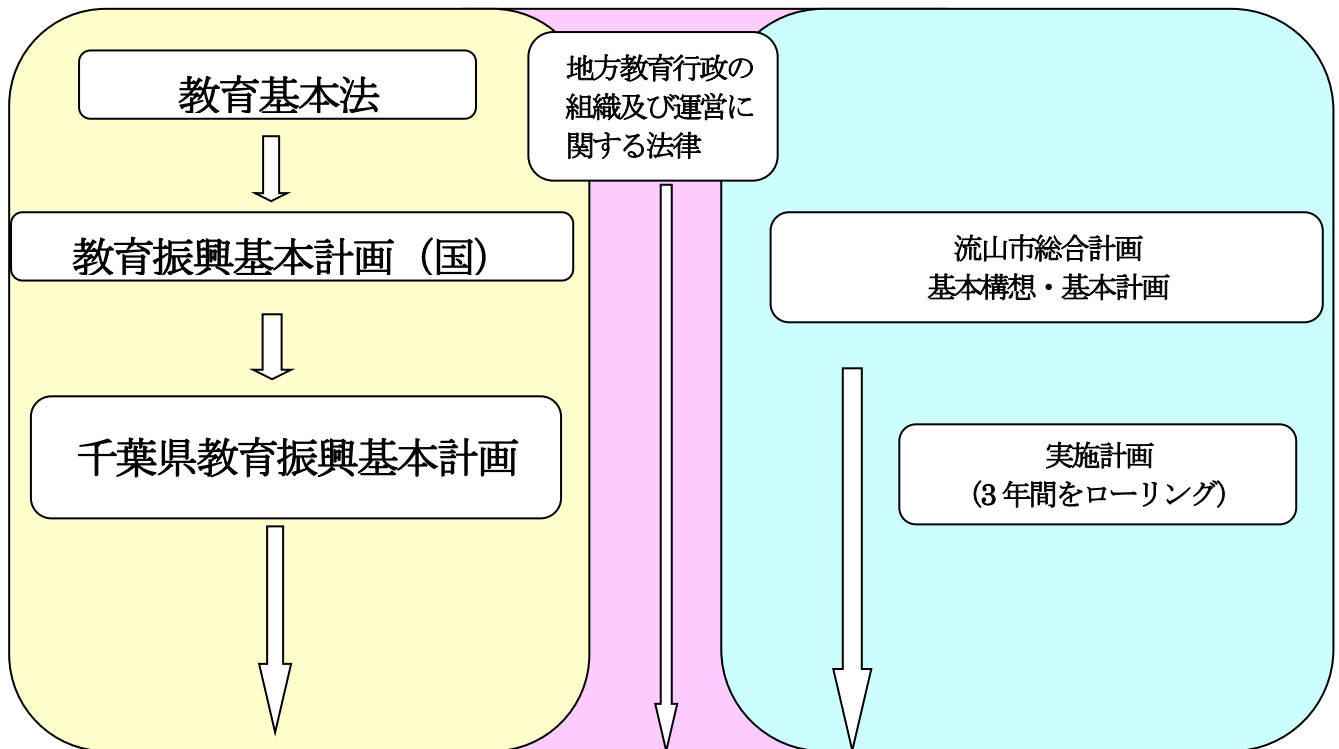 教育基本法
教育振興基本計画（国）
千葉県教育振興基本計画
地方教育行政の
組織及び運営に
関する法律
流山市総合計画
基本構想・基本計画
実施計画
（3 年間をローリング）